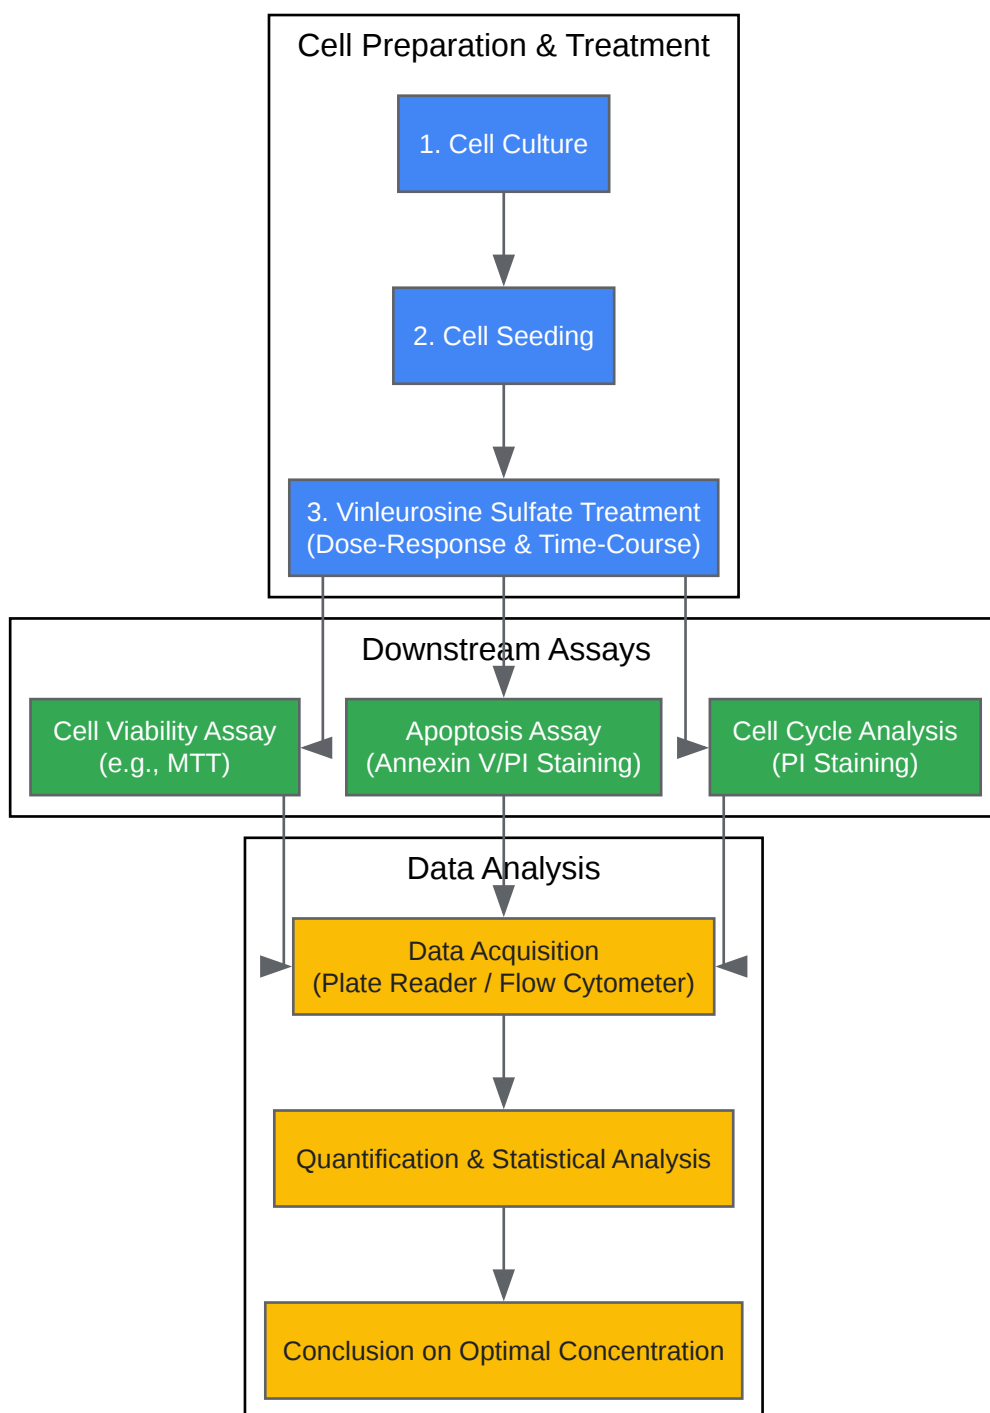 Cell Preparation & Treatment
1. Cell Culture
2. Cell Seeding
3. Vinleurosine Sulfate Treatment
(Dose-Response & Time-Course)
Downstream Assays
Cell Viability Assay
(e.g., MTT)
Apoptosis Assay
(Annexin V/PI Staining)
Cell Cycle Analysis
(PI Staining)
Data Analysis
Data Acquisition
(Plate Reader / Flow Cytometer)
Quantification & Statistical Analysis
Conclusion on Optimal Concentration